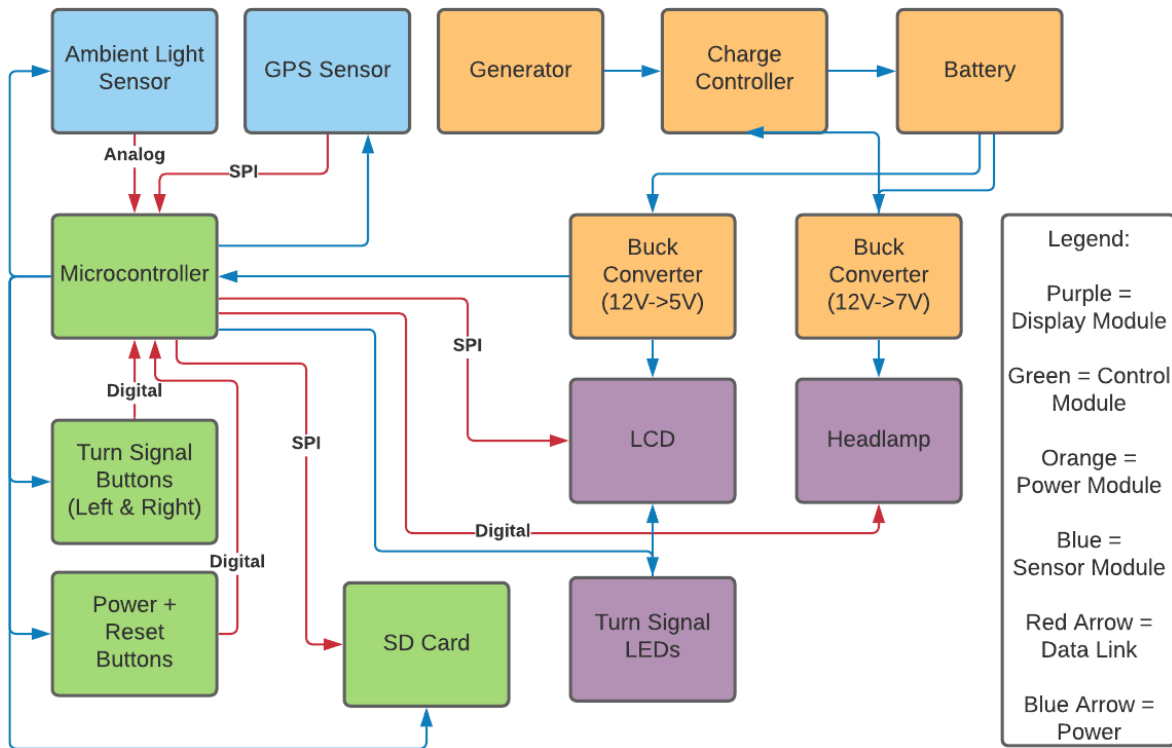 Ambient Light
Sensor
GPS Sensor
Generator
Charge
Controller
Battery
Analog
SPI
Microcontroller
Buck
Converter
(12V->5V)
Buck
Converter
(12V->7V)
SPI
Digital
Turn Signal
Buttons
(Left & Right)
SPI
LCD
Headlamp
Digital
Digital
Power +
Reset
Buttons
SD Card
Turn Signal
LEDs
Legend:
Purple =
Display Module
Green = Control
Module
Orange =
Power Module
Blue =
Sensor Module
Red Arrow =
Data Link
Blue Arrow =
Power